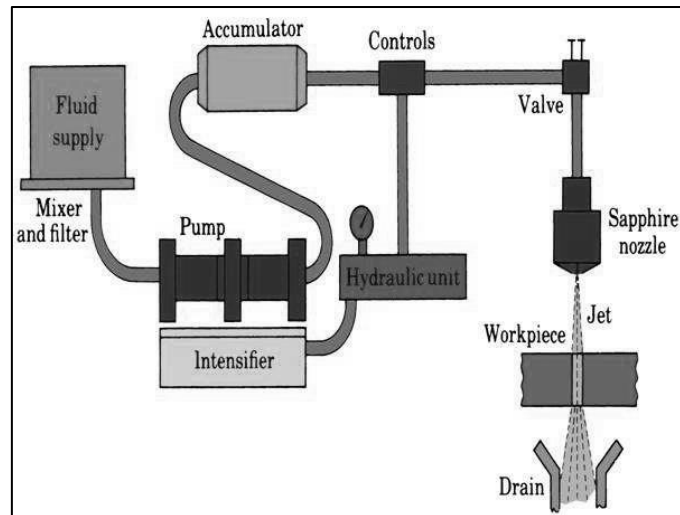 Accumulator
Controls
Fluid
supply
Valve
Mixer
and filter
Pump
Sapphire
nozzle
Hydraulic unit
Jet
Workpiece
Intensifier
Drain